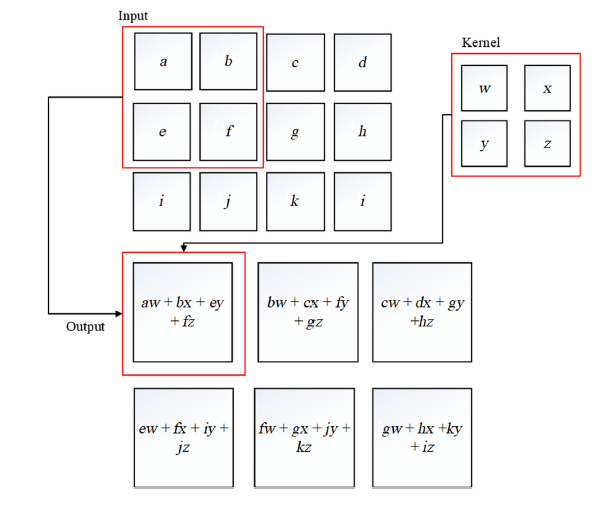 Input
Kernel
a b c d
w x
e f g h
y z
i j k i
aw + bx + ey
+ fz
bw + cx + fy
+ gz
cw + dx + gy
+hz
Output
ew + fx + iy +
jz
fw + gx + jy +
kz
gw + hx +ky
+ iz